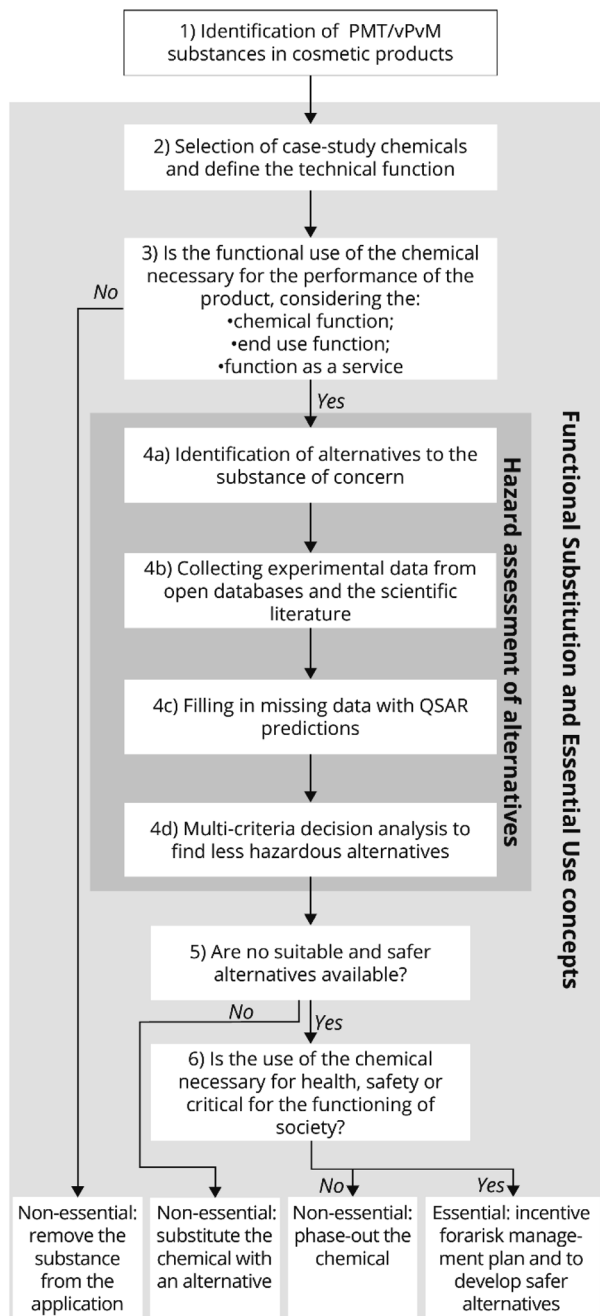 1) Identification of PMT/vPvM
substances in cosmetic products
2) Selection of case-study chemicals
and define the technical function
3) Is the functional use of the chemical
necessary for the performance of the
product, considering the:
•chemical function;
•end use function;
•function as a service
No
Yes
4a) Identification of alternatives to the
substance of concern
4b) Collecting experimental data from
open databases and the scientific
literature
4c) Filling in missing data with QSAR
predictions
4d) Multi-criteria decision analysis to
find less hazardous alternatives
Hazard assessment of alternatives
Functional Substitution and Essential Use concepts
5) Are no suitable and safer
alternatives available?
No
Yes
6) Is the use of the chemical
necessary for health, safety or
critical for the functioning of
society?
No
Yes
Non-essential:
remove the
substance
from the
application
Non-essential:
substitute the
chemical with
an alternative
Non-essential:
phase-out the
chemical
Essential: incentive
forarisk manage-
ment plan and to
develop safer
alternatives